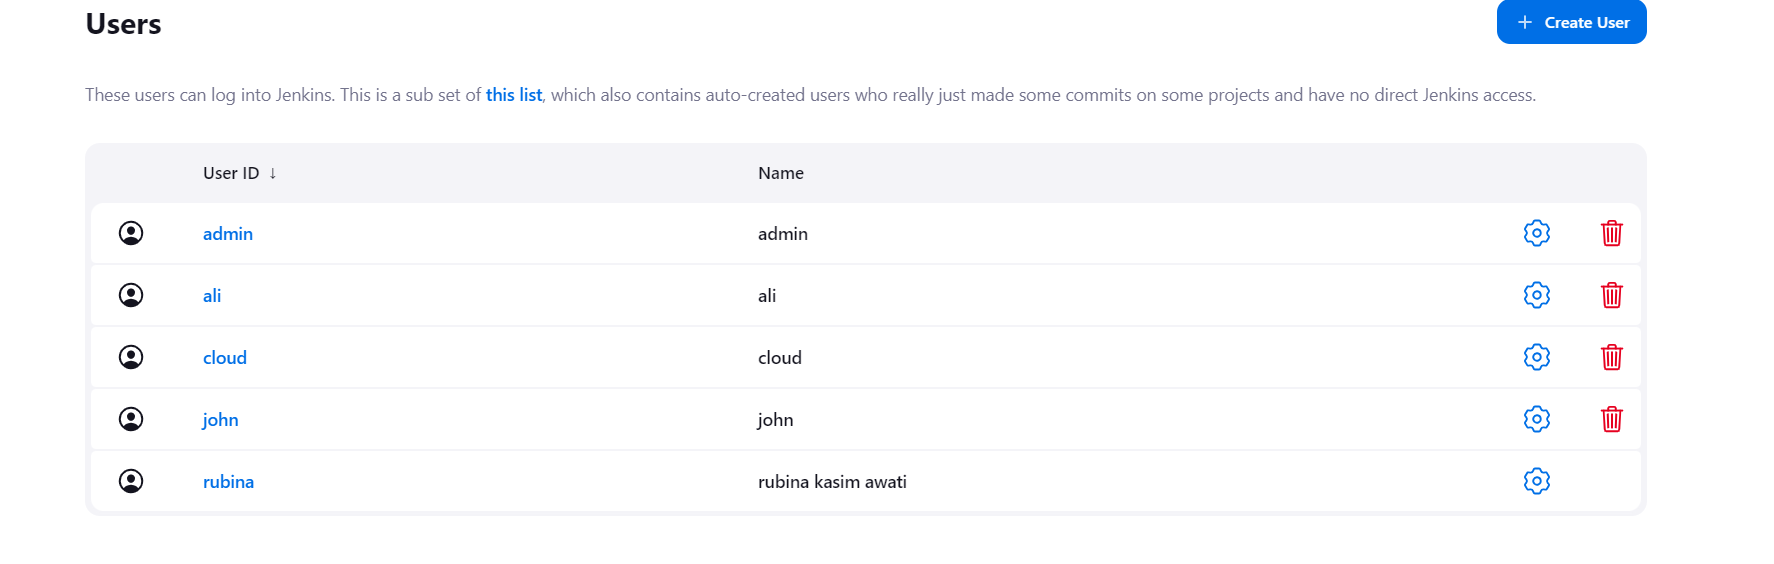 Users
+ Create User
These users can log into Jenkins. This is a sub set of this list, which also contains auto-created users who really just made some commits on some projects and have no direct Jenkins access.
User ID ↓ Name
admin admin
ali ali
cloud cloud
john john
rubina rubina kasim awati